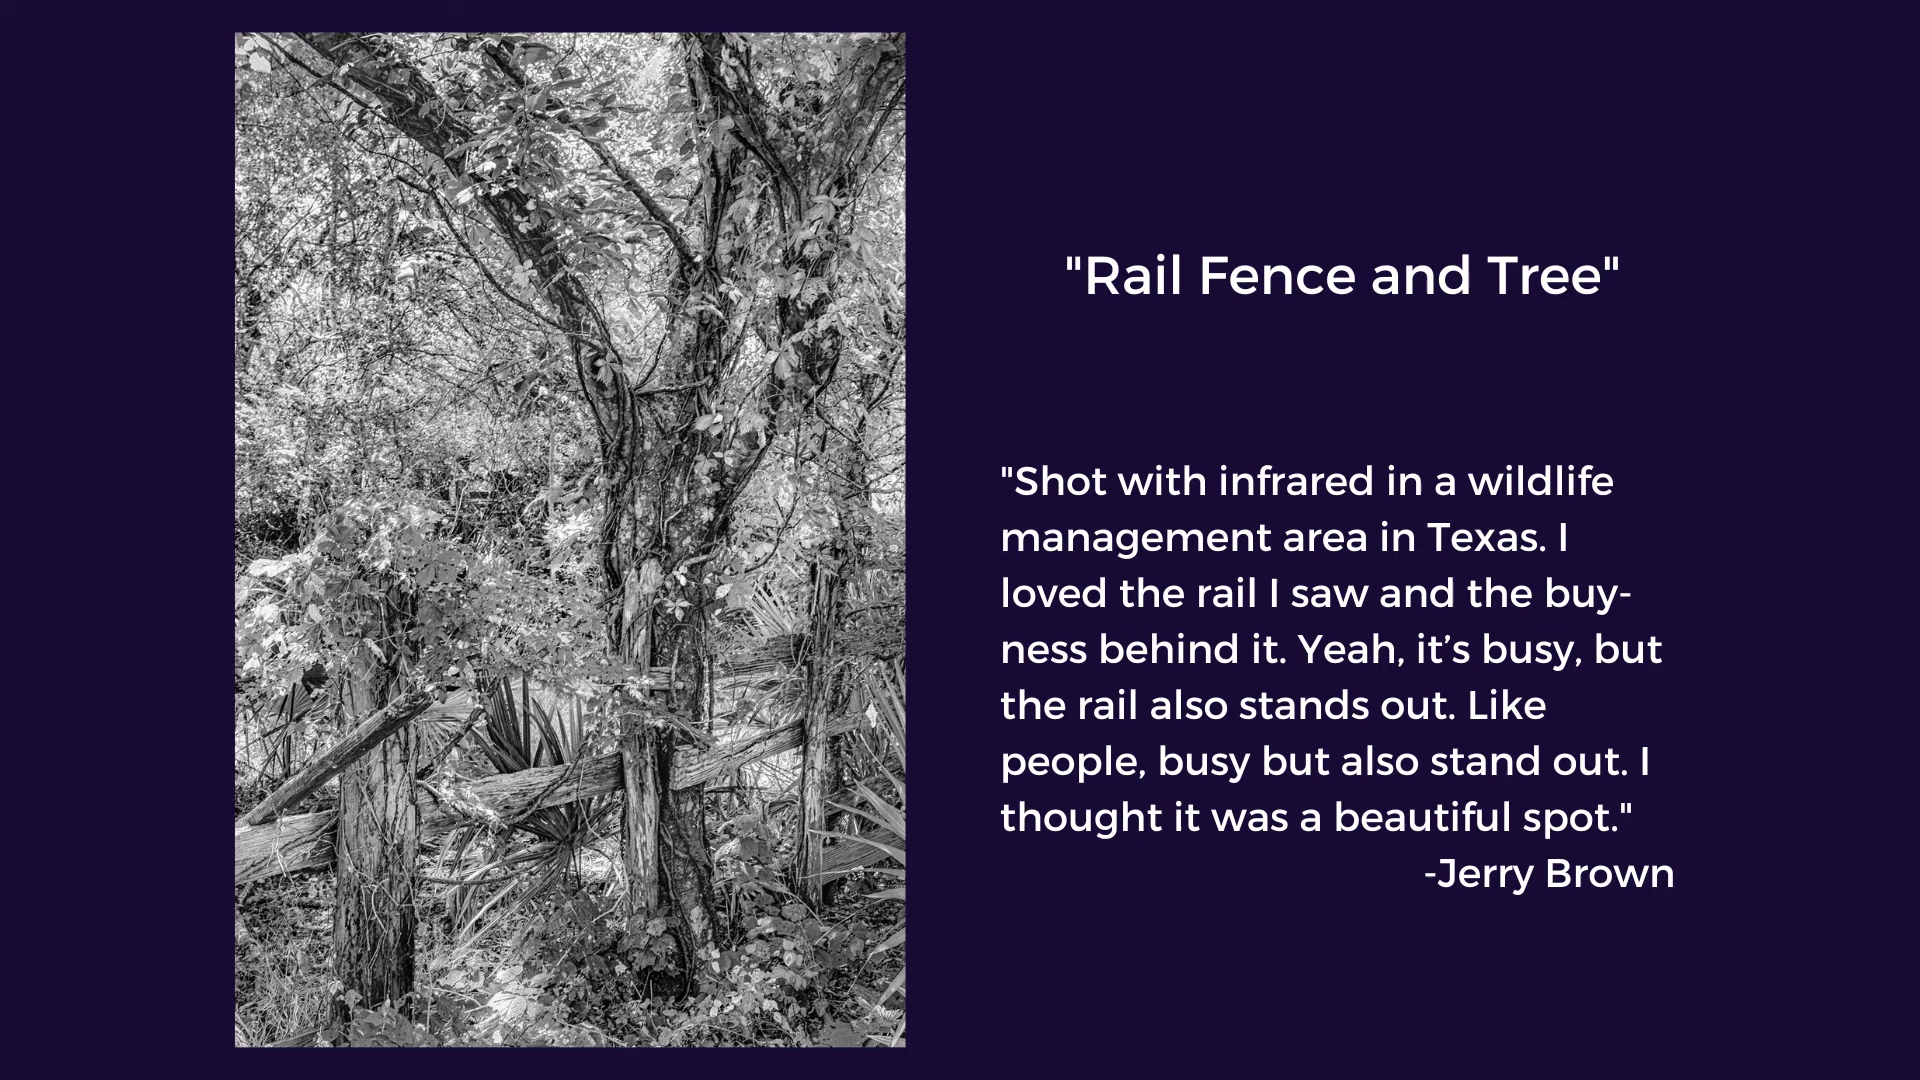 "Rail Fence and Tree"
"Shot with infrared in a wildlife
management area in Texas. I
loved the rail I saw and the buy-
ness behind it. Yeah, it’s busy, but
the rail also stands out. Like
people, busy but also stand out. I
thought it was a beautiful spot."
-Jerry Brown